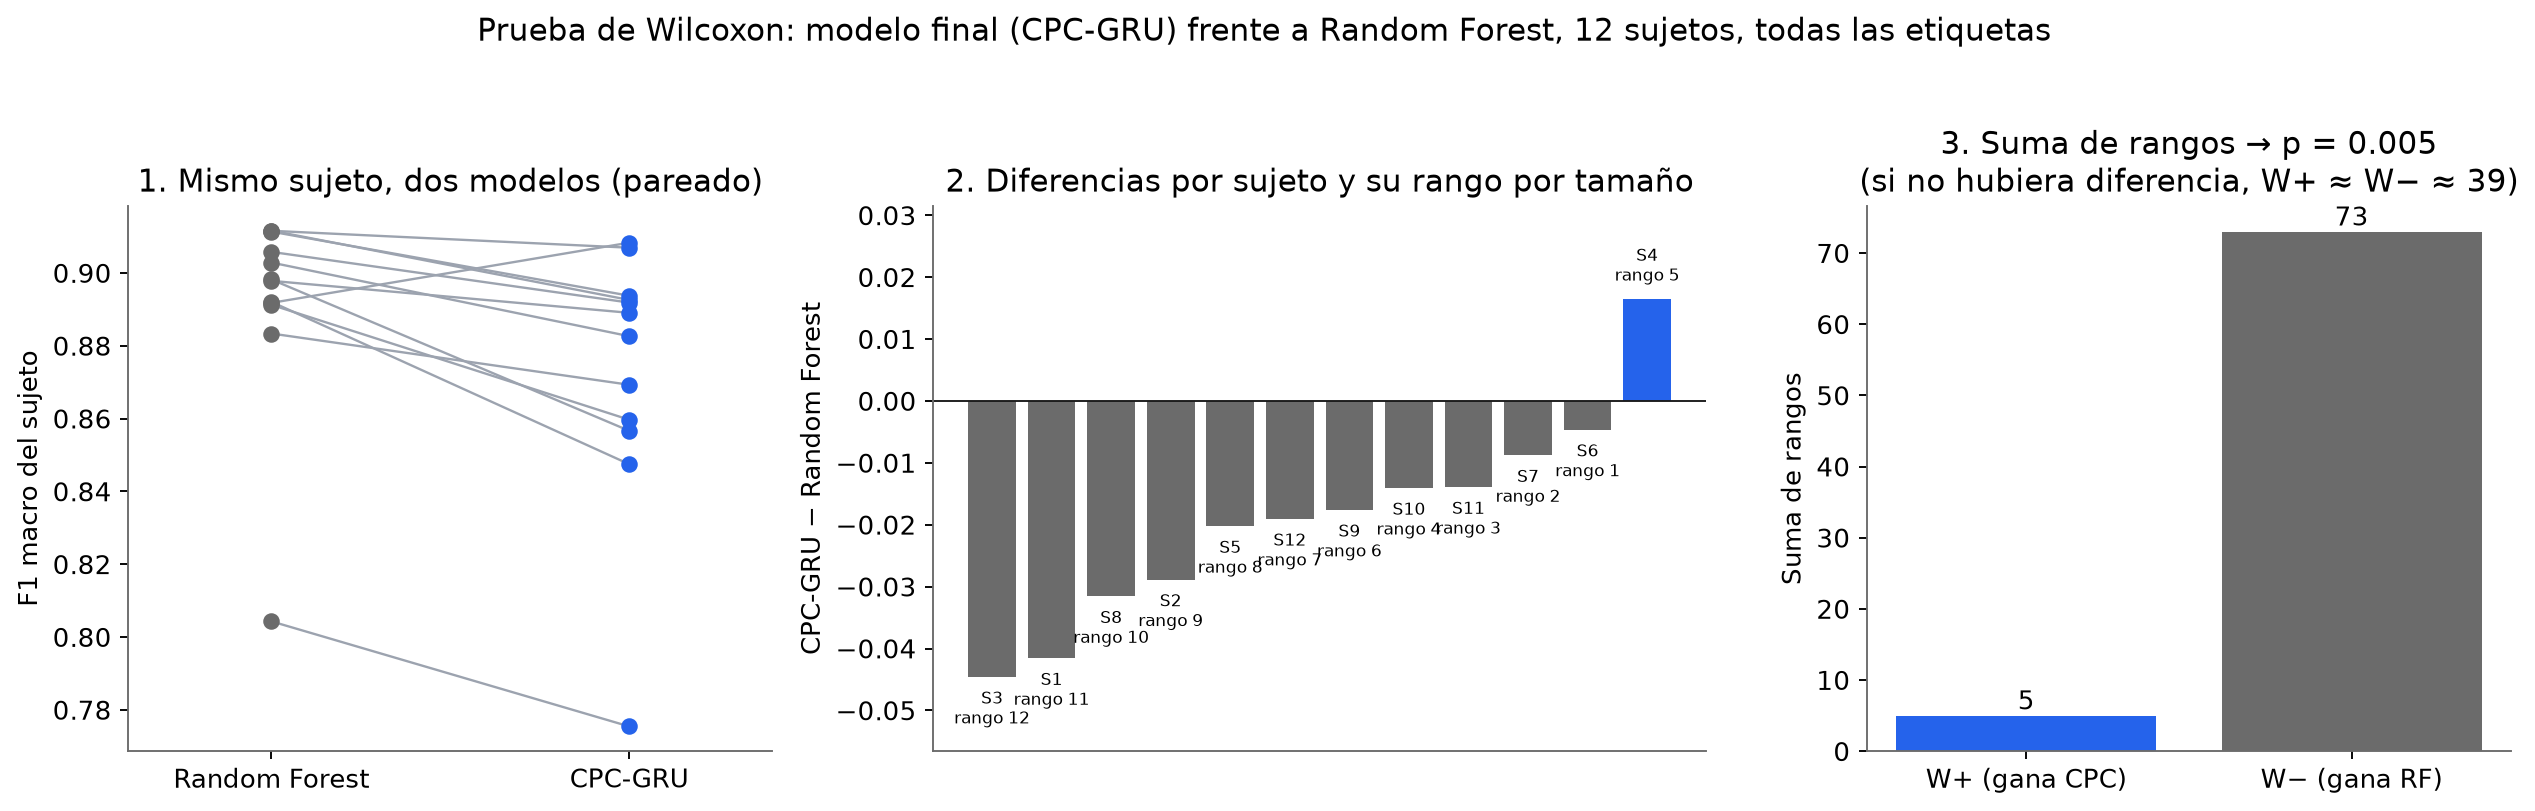 Prueba de Wilcoxon: modelo final (CPC-GRU) frente a Random Forest, 12 sujetos, todas las etiquetas
1. Mismo sujeto, dos modelos (pareado)
F1 macro del sujeto
0.90
0.88
0.86
0.84
0.82
0.80
0.78
Random Forest
CPC-GRU
2. Diferencias por sujeto y su rango por tamaño
CPC-GRU − Random Forest
0.03
0.02
0.01
0.00
−0.01
−0.02
−0.03
−0.04
−0.05
S3
rango 12
S1
rango 11
S8
rango 10
S2
rango 9
S5
rango 8
S12
rango 7
S9
rango 6
S10
rango 4
S11
rango 3
S7
rango 2
S6
rango 1
S4
rango 5
3. Suma de rangos → p = 0.005
(si no hubiera diferencia, W+ ≈ W− ≈ 39)
Suma de rangos
70
60
50
40
30
20
10
0
5
73
W+ (gana CPC)
W− (gana RF)